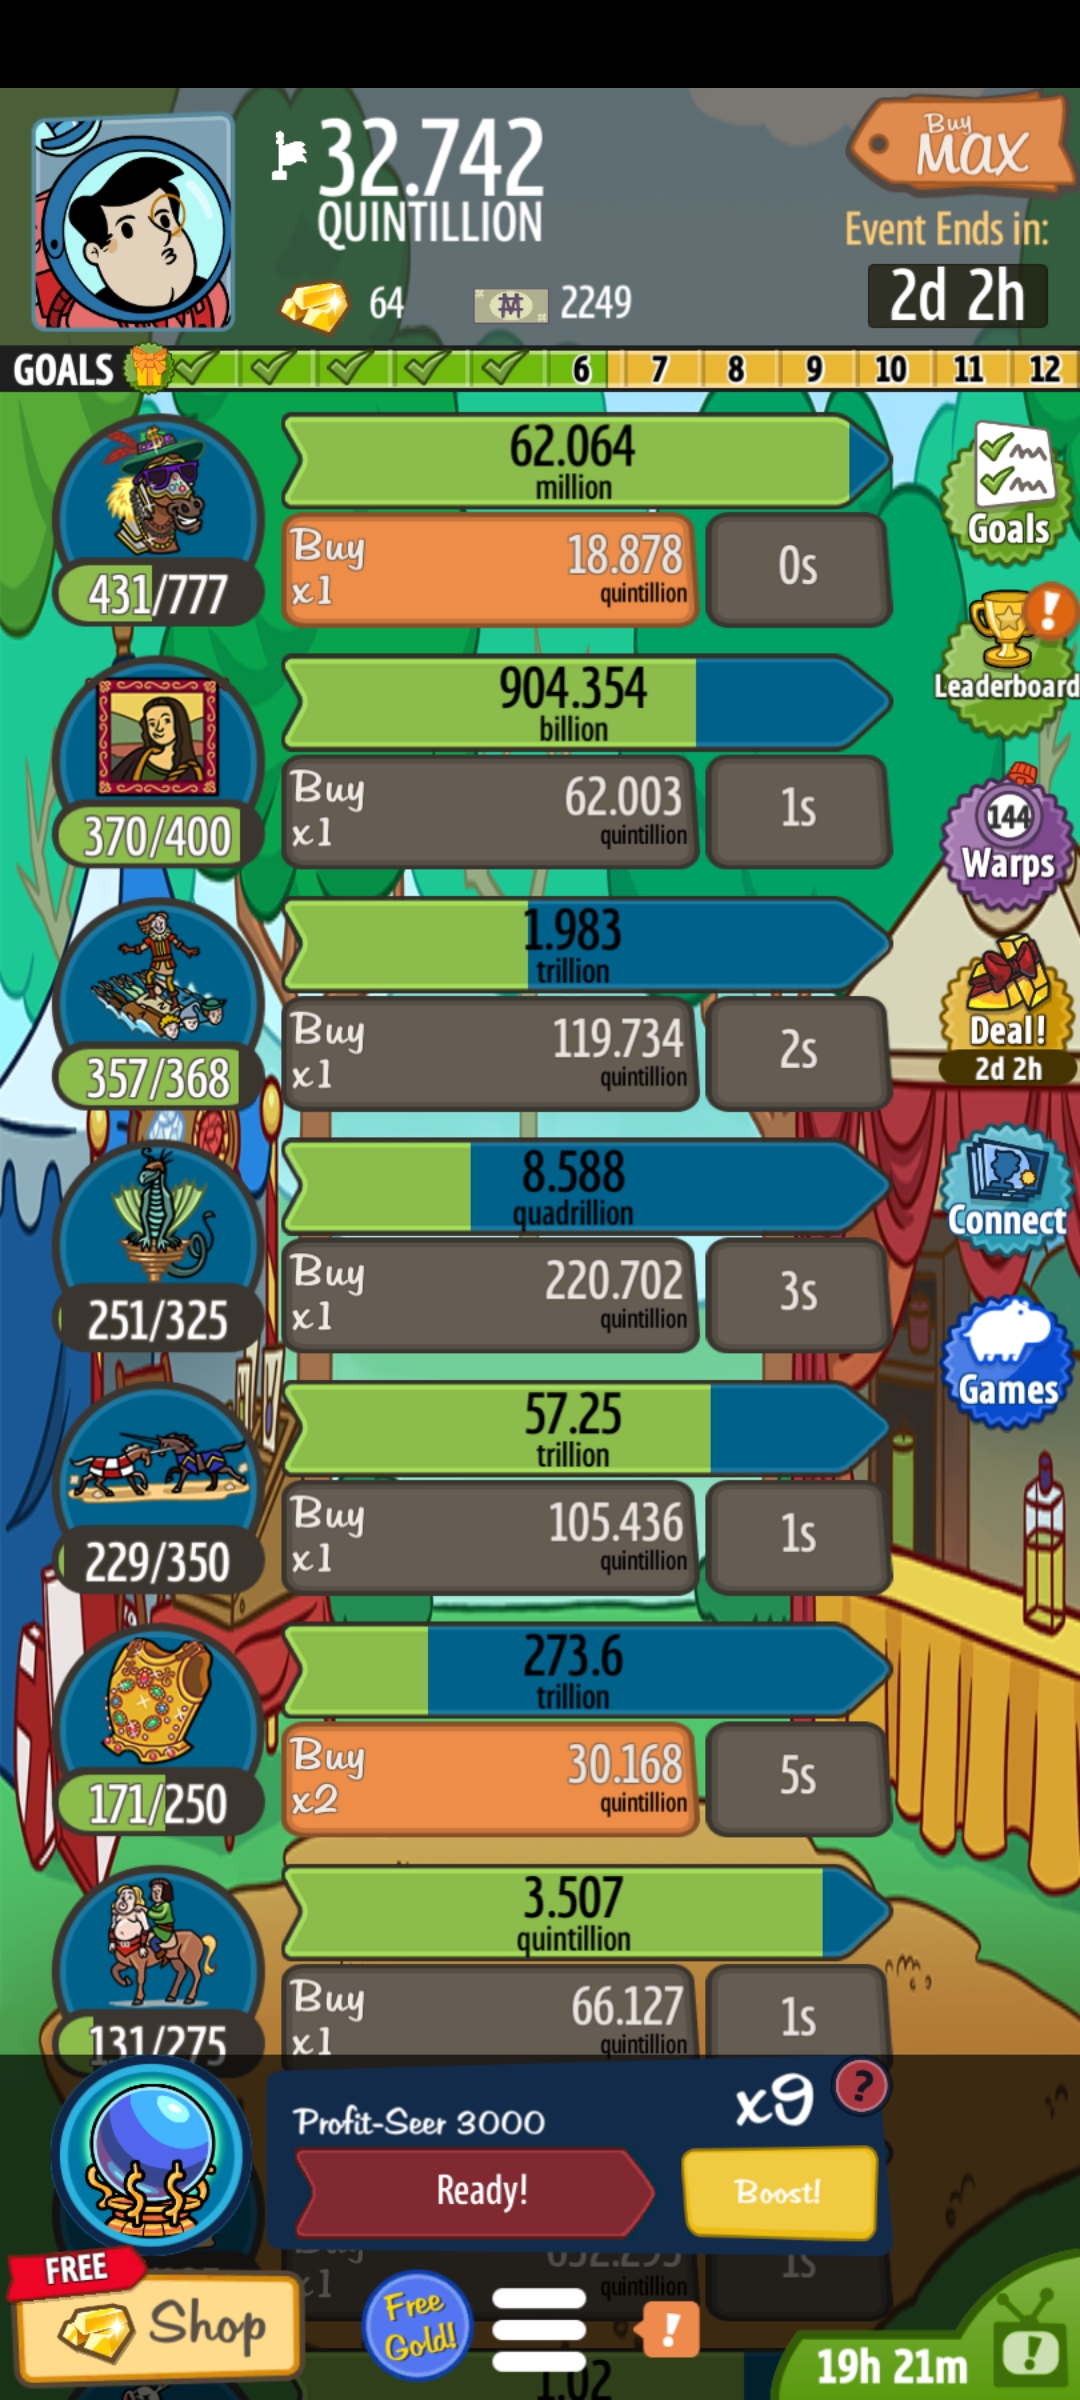 32.742
QUINTILLION
Buy
MAX
Event Ends in:
64
2249
2d 2h
GOALS 6 7 8 9 10 11 12
62.064
million
Buy
x1
18.878
quintillion
0s
431/777
Goals
904.354
billion
Leaderboard
Buy
x1
62.003
quintillion
1s
370/400
144
Warps
1.983
trillion
Buy
x1
119.734
quintillion
2s
357/368
Deal!
2d 2h
8.588
quadrillion
Buy
x1
220.702
quintillion
3s
251/325
Connect
57.25
trillion
Games
Buy
x1
105.436
quintillion
1s
229/350
273.6
trillion
Buy
x2
30.168
quintillion
5s
171/250
3.507
quintillion
Buy
x1
66.127
quintillion
1s
131/275
Profit-Seer 3000
x9
?
Ready!
Boost!
x1
quintillion
1s
FREE
Shop
Free
Gold!
!
19h 21m
1.02